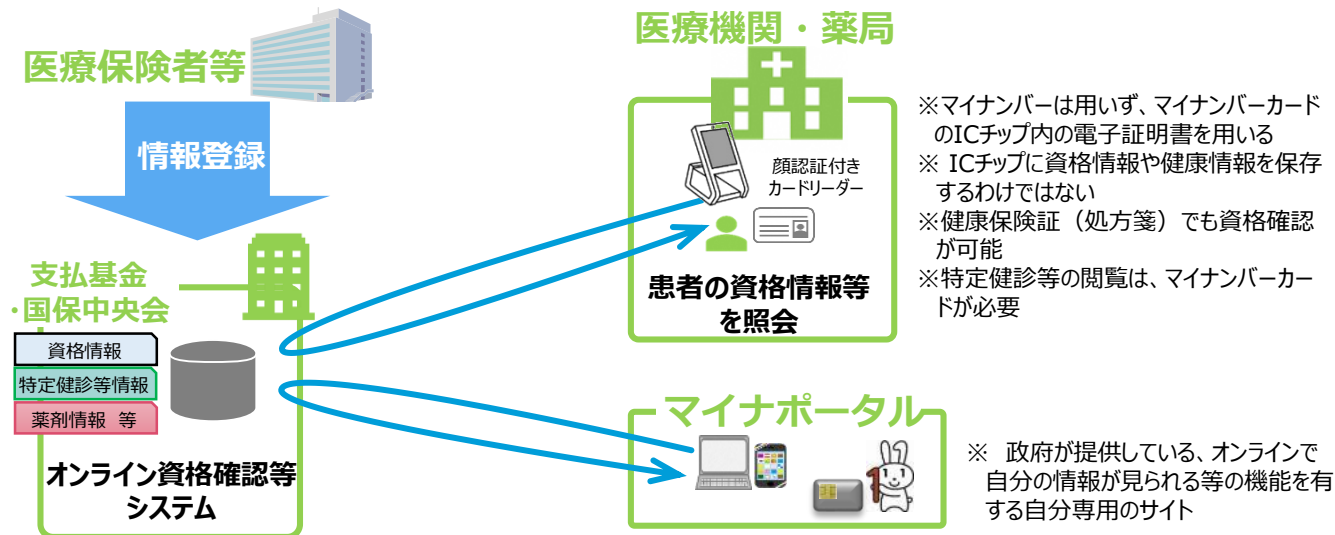 医療保険者等
情報登録
支払基金
・国保中央会
資格情報
特定健診等情報
薬剤情報 等
オンライン資格確認等
システム
医療機関・薬局
顔認証付き
カードリーダー
患者の資格情報等
を照会
※マイナンバーは用いず、マイナンバーカード
のICチップ内の電子証明書を用いる
※ ICチップに資格情報や健康情報を保存
するわけではない
※健康保険証（処方箋）でも資格確認
が可能
※特定健診等の閲覧は、マイナンバーカー
ドが必要
マイナポータル
※ 政府が提供している、オンラインで
自分の情報が見られる等の機能を有
する自分専用のサイト